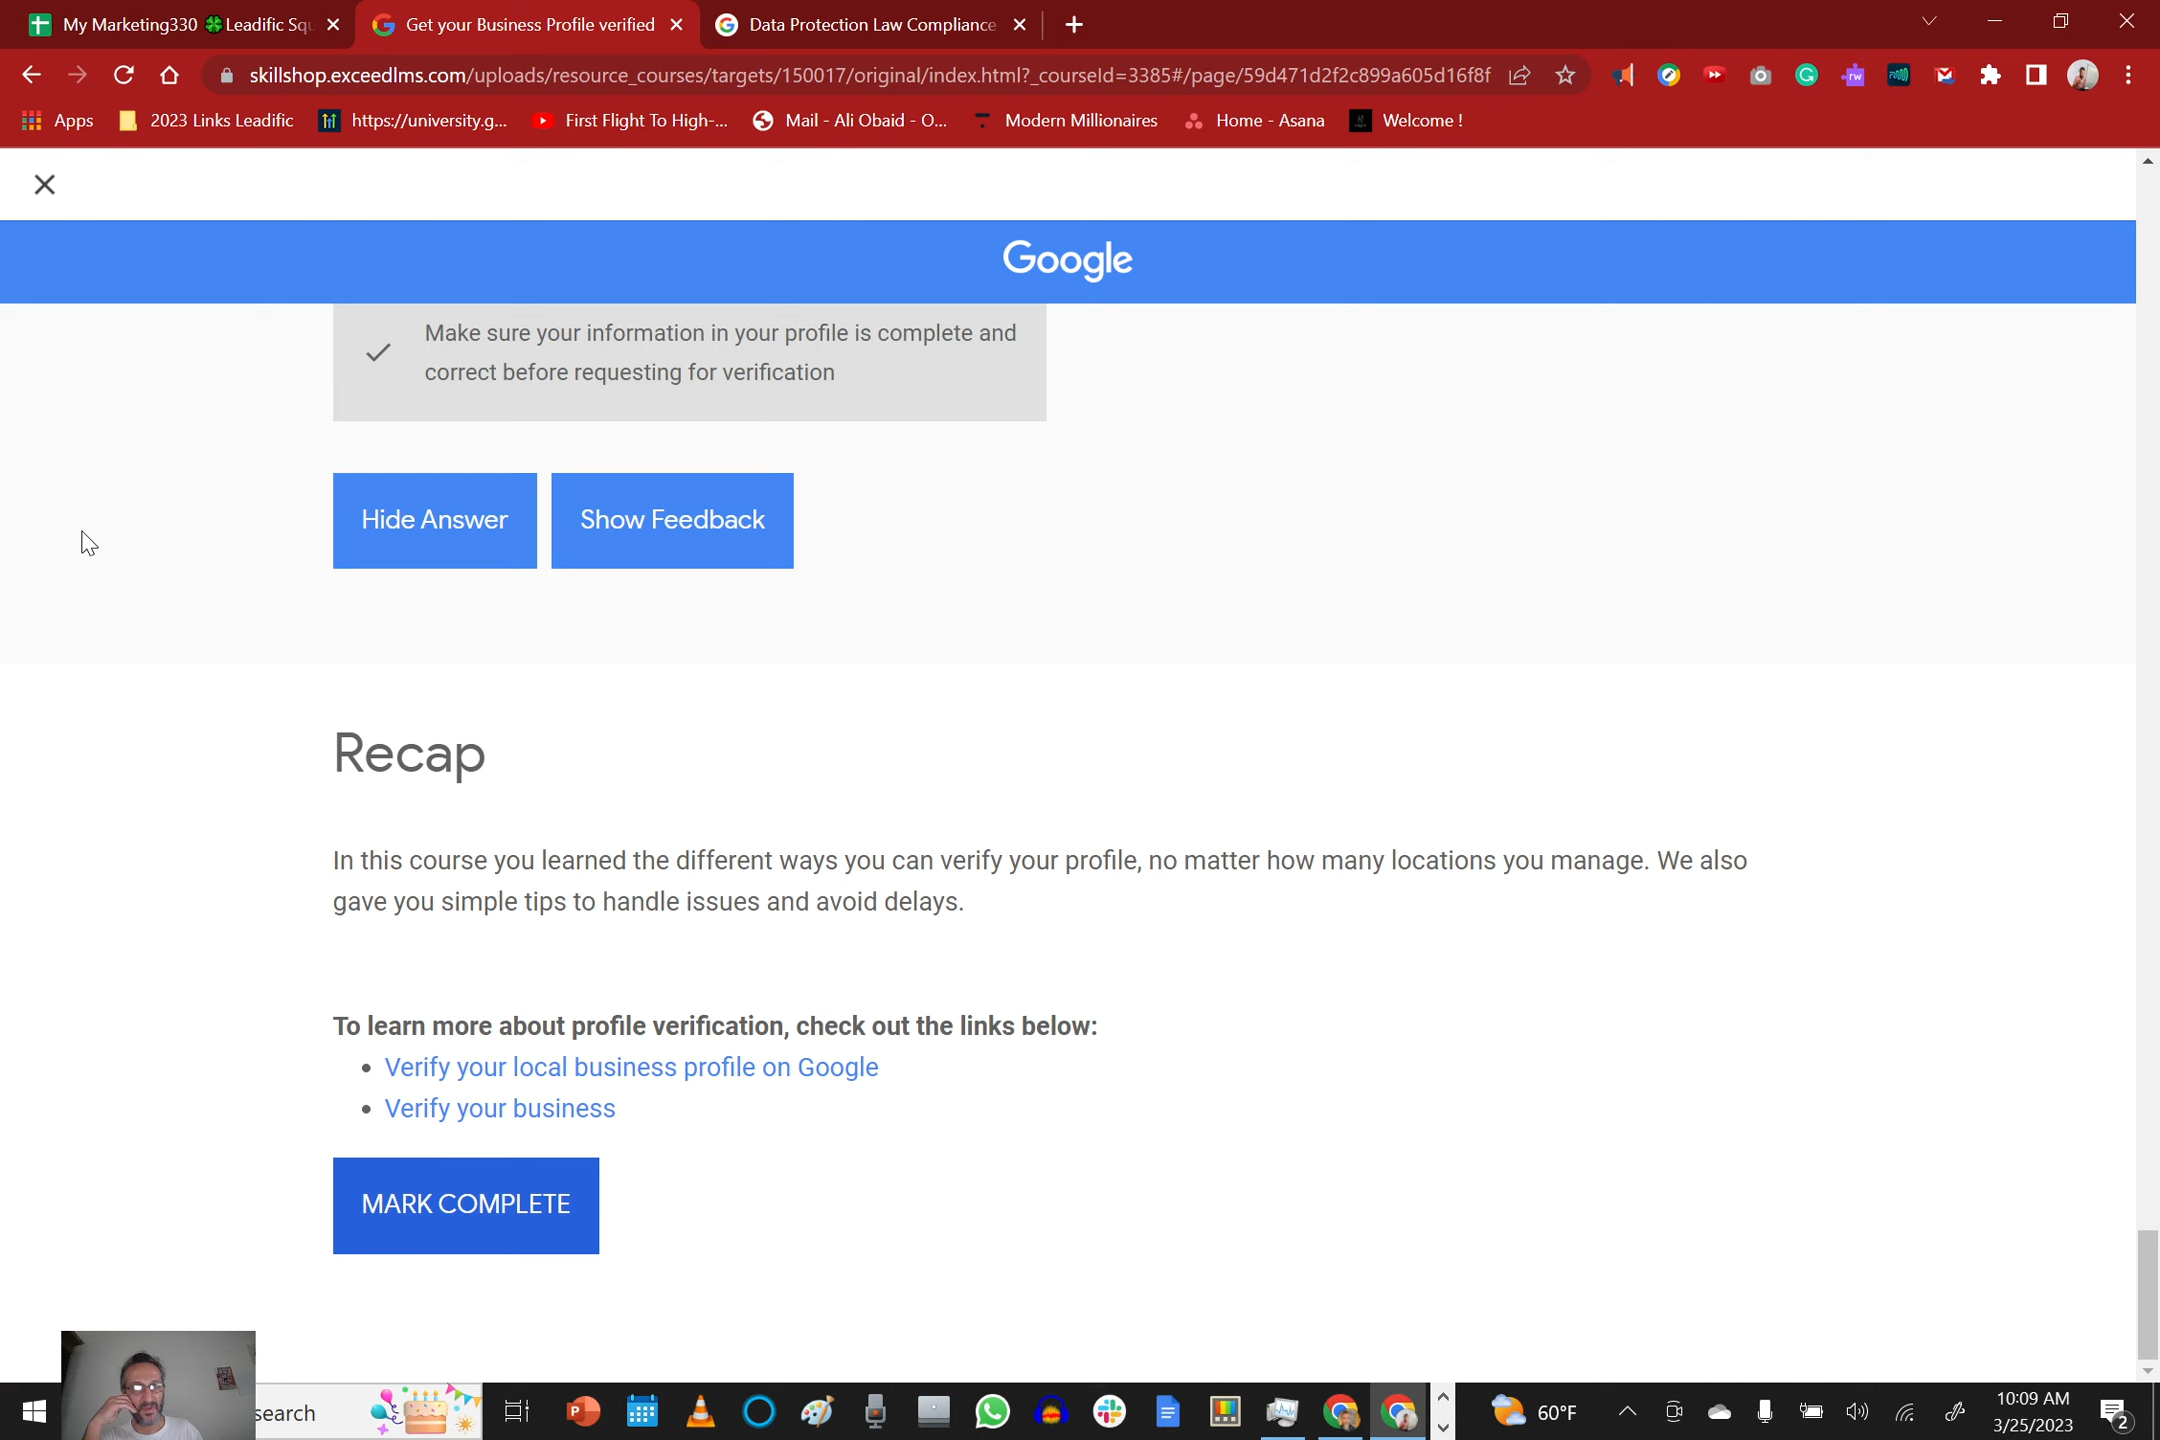 My Marketing330 🍀Leadific Squ
Get your Business Profile verified
Data Protection Law Compliance
skillshop.exceedlms.com/uploads/resource_courses/targets/150017/original/index.html?_courseId=3385#/page/59d471d2f2c899a605d16f8f
Apps
2023 Links Leadific
https://university.g...
First Flight To High-...
Mail - Ali Obaid - O...
Modern Millionaires
Home - Asana
Welcome !
Google
Make sure your information in your profile is complete and
correct before requesting for verification
Hide Answer
Show Feedback
Recap
In this course you learned the different ways you can verify your profile, no matter how many locations you manage. We also
gave you simple tips to handle issues and avoid delays.
To learn more about profile verification, check out the links below:
• Verify your local business profile on Google
• Verify your business
MARK COMPLETE
search
60°F
10:09 AM
3/25/2023
2